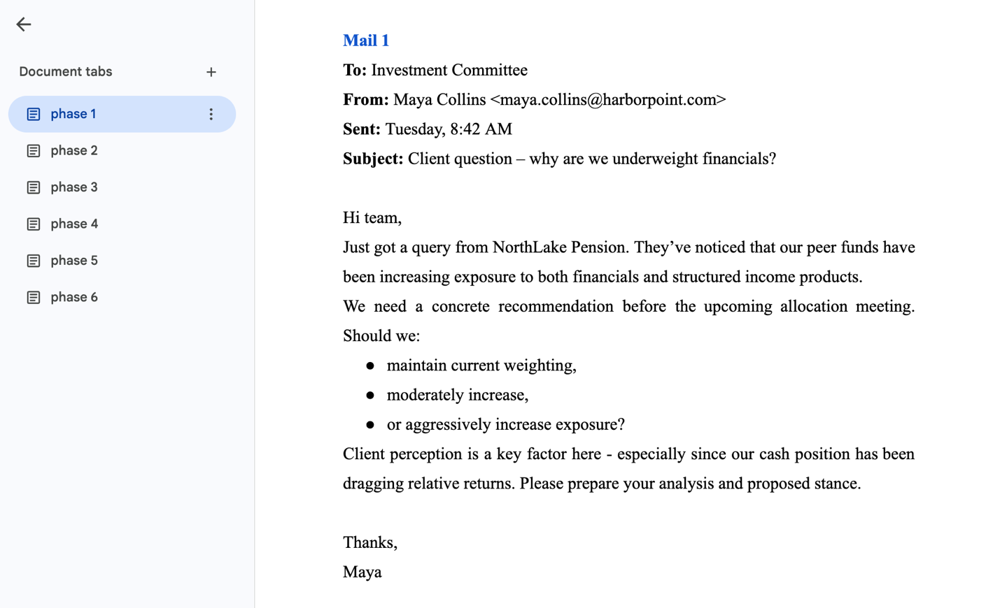 Document tabs
+
phase 1
phase 2
phase 3
phase 4
phase 5
phase 6
Mail 1
To: Investment Committee
From: Maya Collins <maya.collins@harborpoint.com>
Sent: Tuesday, 8:42 AM
Subject: Client question – why are we underweight financials?
Hi team,
Just got a query from NorthLake Pension. They’ve noticed that our peer funds have
been increasing exposure to both financials and structured income products.
We need a concrete recommendation before the upcoming allocation meeting.
Should we:
● maintain current weighting,
● moderately increase,
● or aggressively increase exposure?
Client perception is a key factor here - especially since our cash position has been
dragging relative returns. Please prepare your analysis and proposed stance.
Thanks,
Maya